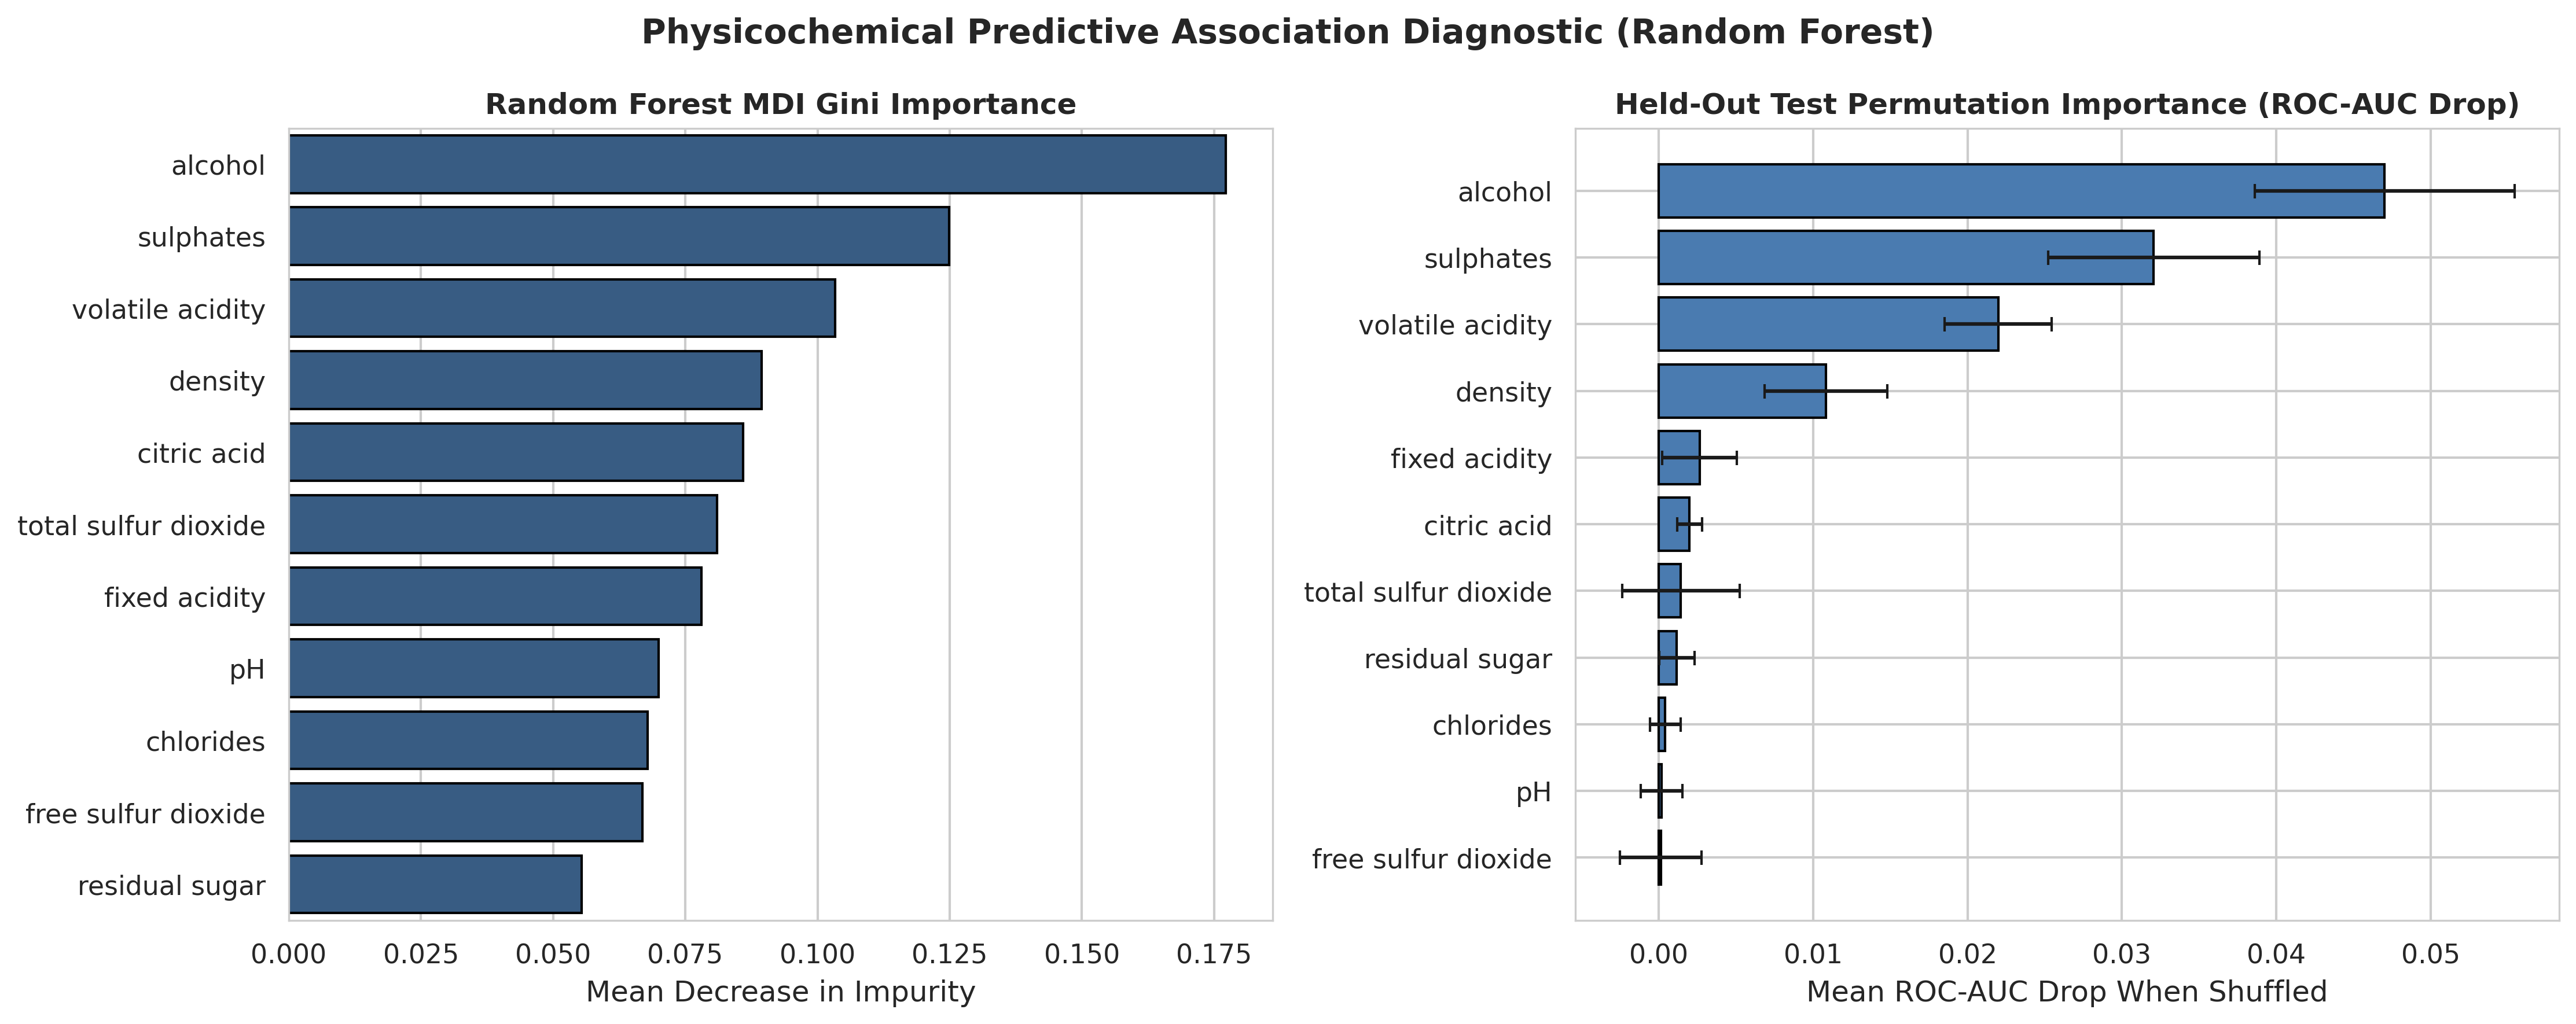 Physicochemical Predictive Association Diagnostic (Random Forest)
Random Forest MDI Gini Importance
alcohol
sulphates
volatile acidity
density
citric acid
total sulfur dioxide
fixed acidity
pH
chlorides
free sulfur dioxide
residual sugar
0.000 0.025 0.050 0.075 0.100 0.125 0.150 0.175
Mean Decrease in Impurity
Held-Out Test Permutation Importance (ROC-AUC Drop)
alcohol
sulphates
volatile acidity
density
fixed acidity
citric acid
total sulfur dioxide
residual sugar
chlorides
pH
free sulfur dioxide
0.00 0.01 0.02 0.03 0.04 0.05
Mean ROC-AUC Drop When Shuffled